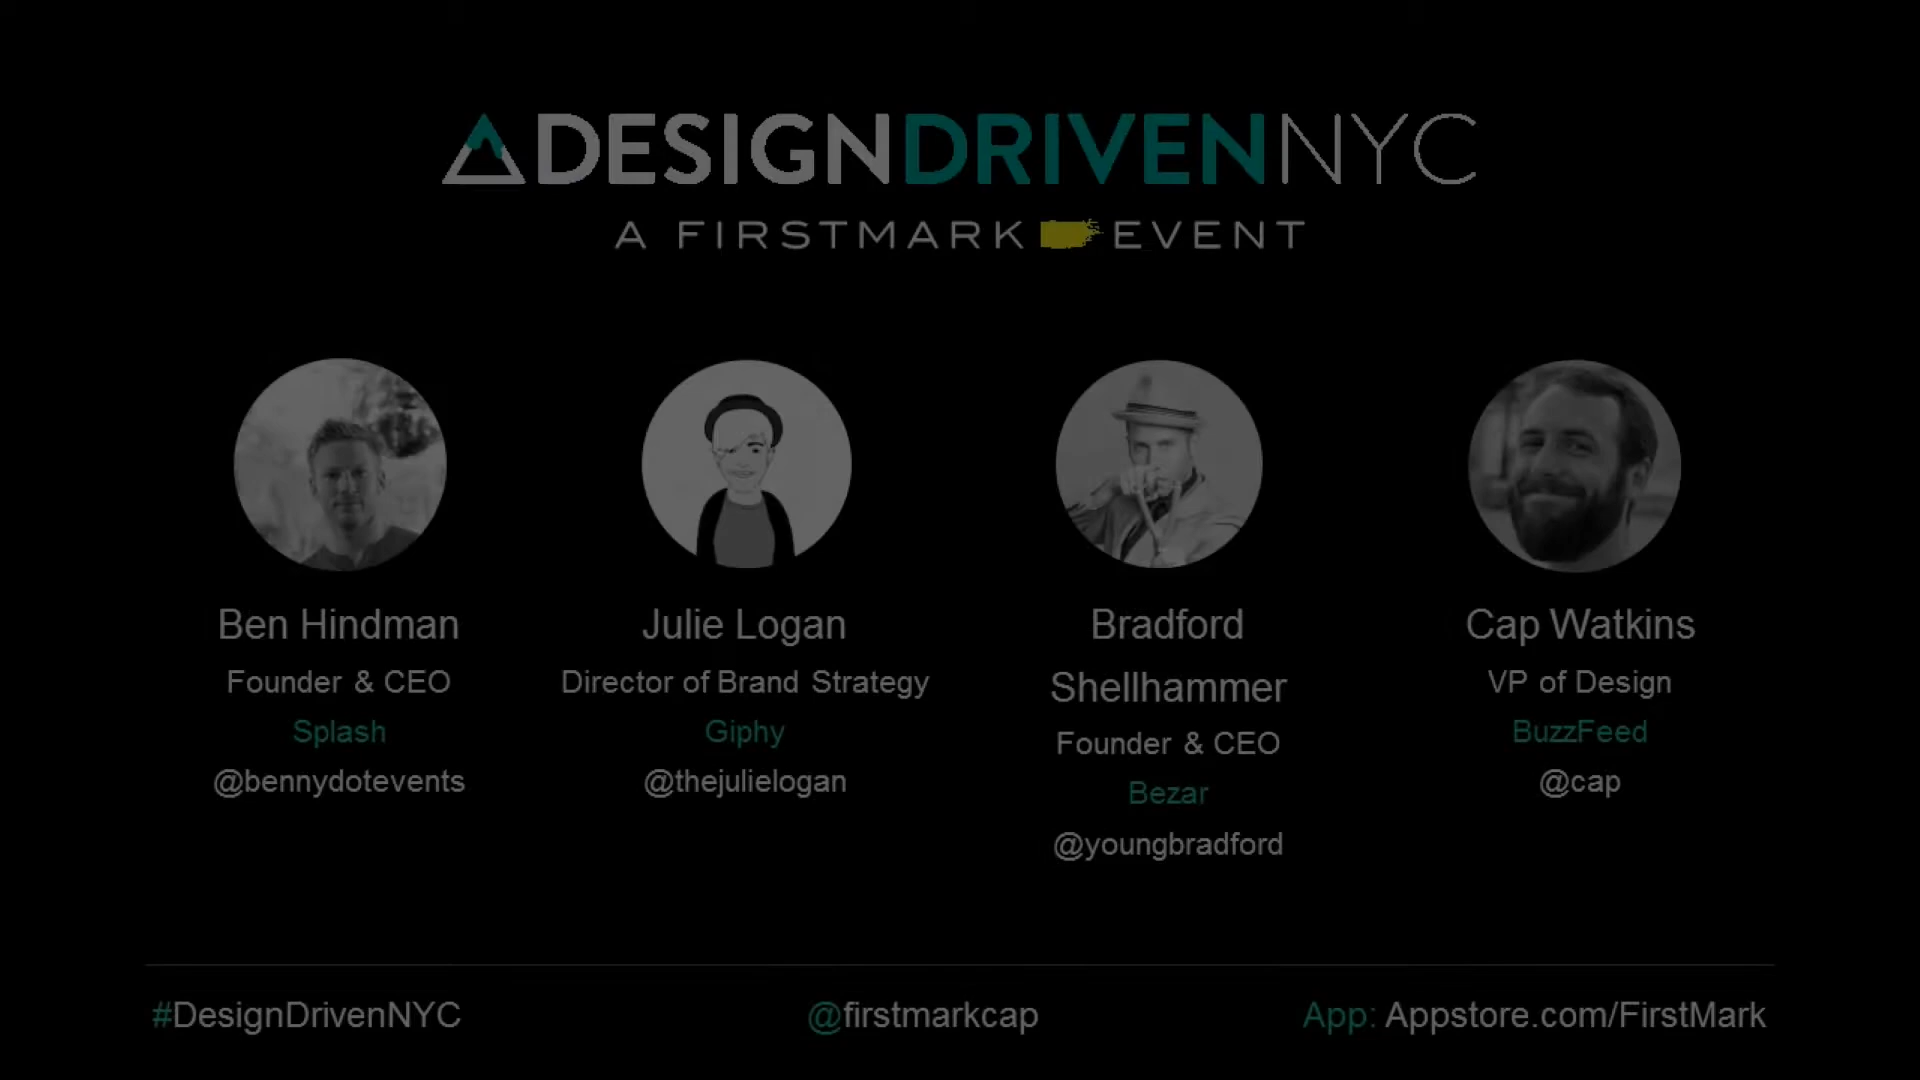 DESIGNDRIVENNYC
A FIRSTMARK EVENT
Ben Hindman
Founder & CEO
Splash
@bennydotevents
Julie Logan
Director of Brand Strategy
Giphy
@thejulielogan
Bradford
Shellhammer
Founder & CEO
Bezar
@youngbradford
Cap Watkins
VP of Design
BuzzFeed
@cap
#DesignDrivenNYC
@firstmarkcap
App: Appstore.com/FirstMark